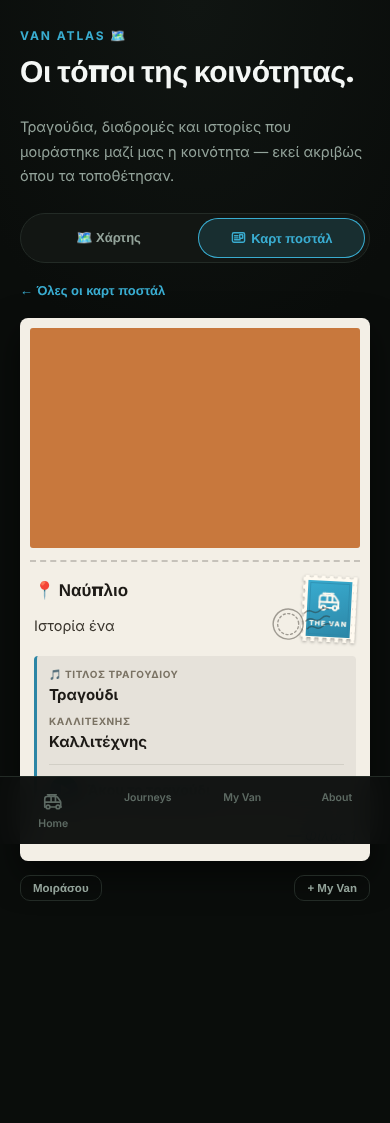 VAN ATLAS
Οι τόποι της κοινότητας.
Τραγούδια, διαδρομές και ιστορίες που
μοιράστηκε μαζί μας η κοινότητα — εκεί ακριβώς
όπου τα τοποθέτησαν.
Χάρτης
Καρτ ποστάλ
← Όλες οι καρτ ποστάλ
Ναύπλιο
Ιστορία ένα
THE VAN
ΤΙΤΛΟΣ ΤΡΑΓΟΥΔΙΟΥ
Τραγούδι
ΚΑΛΛΙΤΕΧΝΗΣ
Καλλιτέχνης
Home
Journeys
My Van
About
Μοιράσου
+ My Van